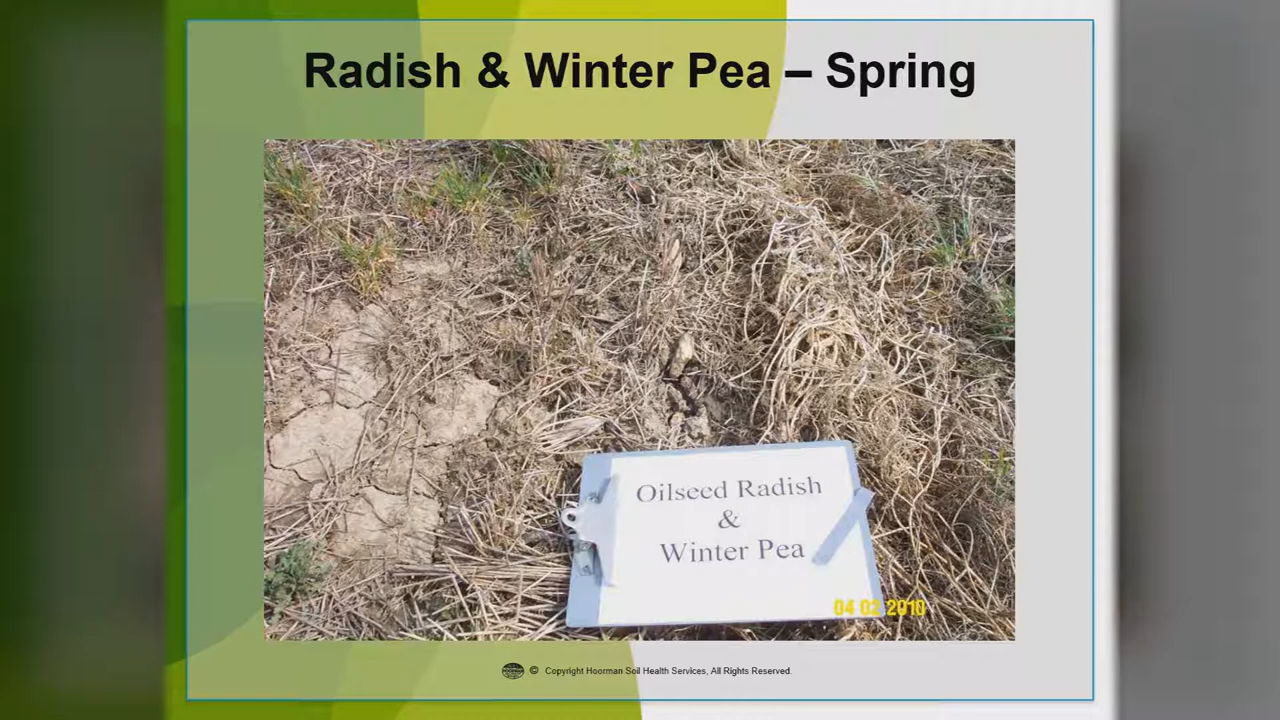 Radish & Winter Pea – Spring
Oilseed Radish
&
Winter Pea
04 02 2010
© Copyright Hoorman Soil Health Services, All Rights Reserved.